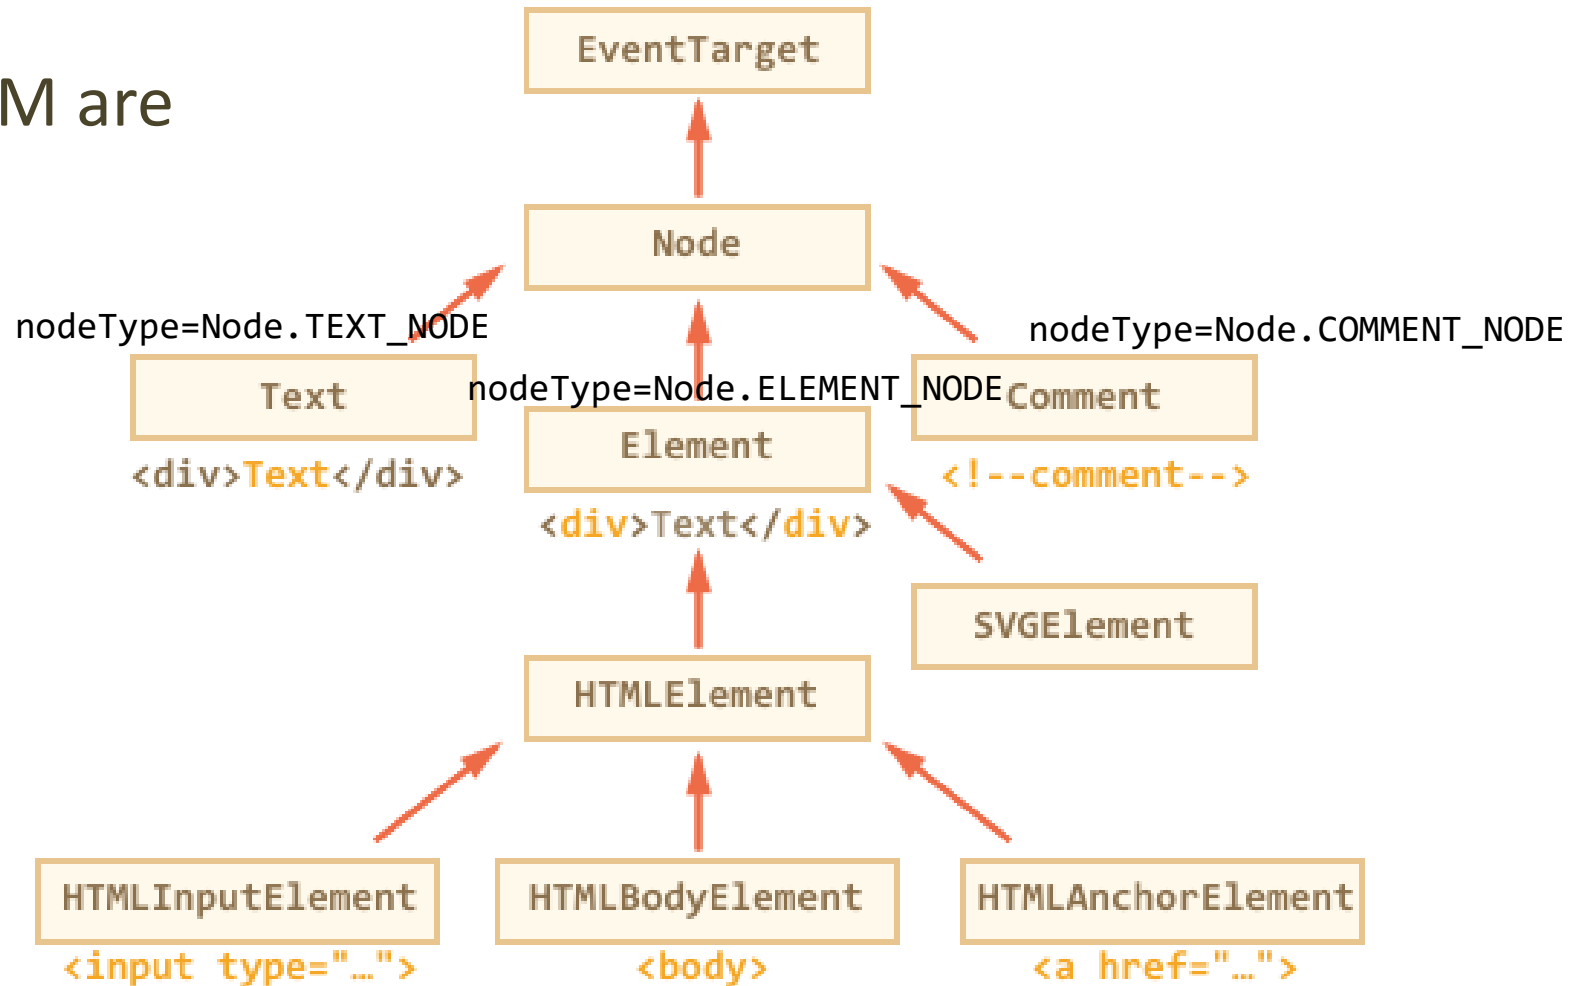 EventTarget
M are
Node
nodeType=Node.TEXT_NODE
nodeType=Node.COMMENT_NODE
Text
nodeType=Node.ELEMENT_NODE
Comment
Element
<div>Text</div>
<!--comment-->
<div>Text</div>
SVGElement
HTMLElement
HTMLInputElement
HTMLBodyElement
HTMLAnchorElement
<input type="…">
<body>
<a href="…">